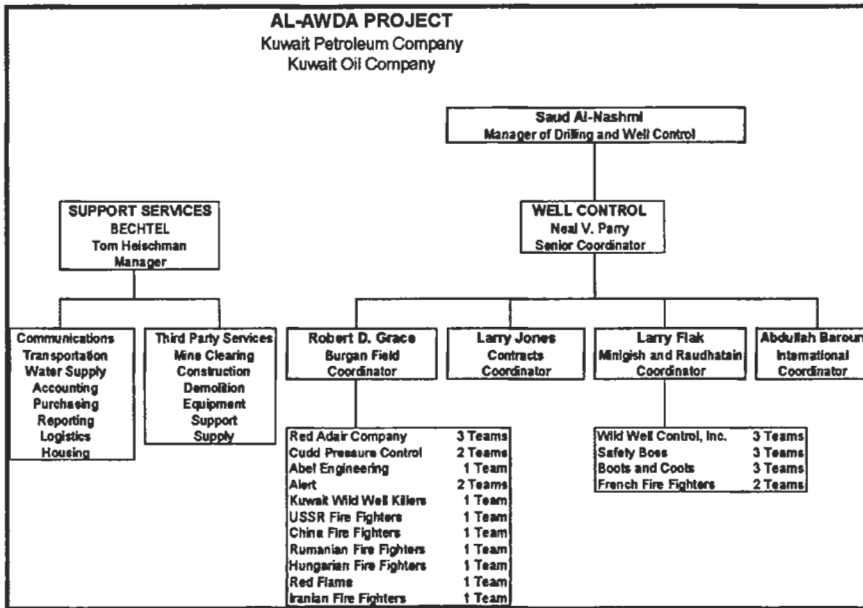 AL-AWDA PROJECT
Kuwait Petroleum Company
Kuwait Oil Company
Saud Al-Nashmi
Manager of Drilling and Well Control
SUPPORT SERVICES
BECHTEL
Tom Heischman
Manager
WELL CONTROL
Neal V. Parry
Senior Coordinator
Communications
Transportation
Water Supply
Accounting
Purchasing
Reporting
Logistics
Housing
Third Party Services
Mine Clearing
Construction
Demolition
Equipment
Support
Supply
Robert D. Grace
Burgan Field
Coordinator
Larry Jones
Contracts
Coordinator
Larry Flak
Minigish and Raudhatain
Coordinator
Abdullah Baroun
International
Coordinator
Red Adair Company 3 Teams
Cudd Pressure Control 2 Teams
Abel Engineering 1 Team
Alert 2 Teams
Kuwait Wild Well Killers 1 Team
USSR Fire Fighters 1 Team
China Fire Fighters 1 Team
Rumanian Fire Fighters 1 Team
Hungarian Fire Fighters 1 Team
Red Flame 1 Team
Iranian Fire Fighters 1 Team
Wild Well Control, Inc. 3 Teams
Safety Boss 3 Teams
Boots and Coots 3 Teams
French Fire Fighters 2 Teams